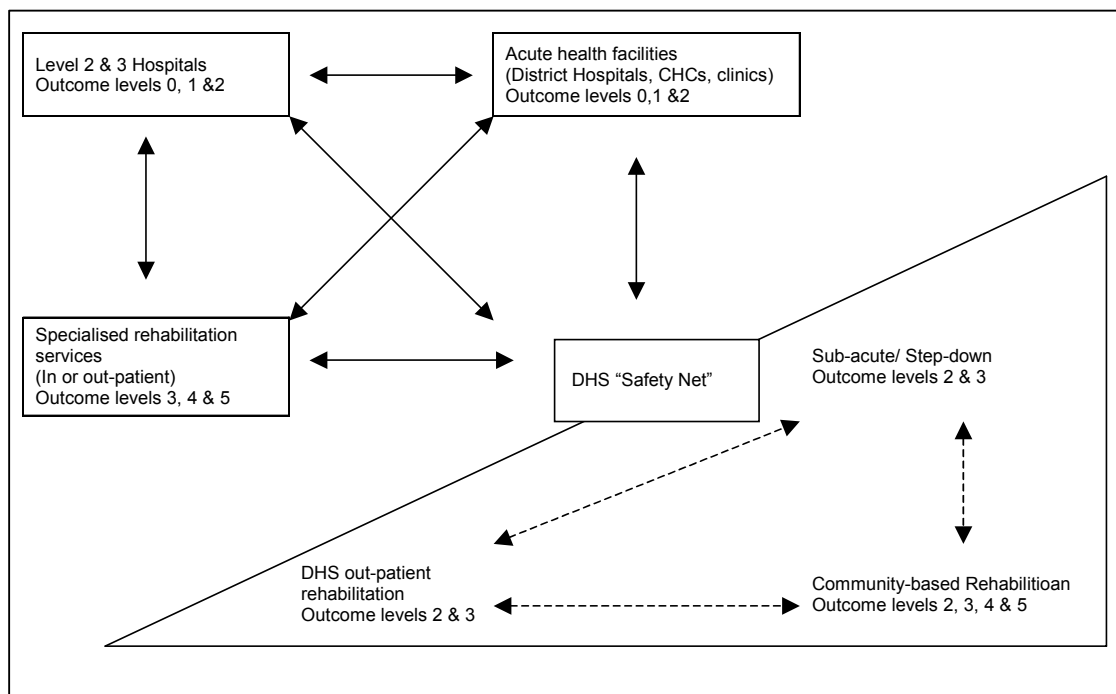 Level 2 & 3 Hospitals
Outcome levels 0, 1 &2
Acute health facilities
(District Hospitals, CHCs, clinics)
Outcome levels 0,1 &2
Specialised rehabilitation
services
(In or out-patient)
Outcome levels 3, 4 & 5
DHS “Safety Net”
Sub-acute/ Step-down
Outcome levels 2 & 3
DHS out-patient
rehabilitation
Outcome levels 2 & 3
Community-based Rehabilitioan
Outcome levels 2, 3, 4 & 5